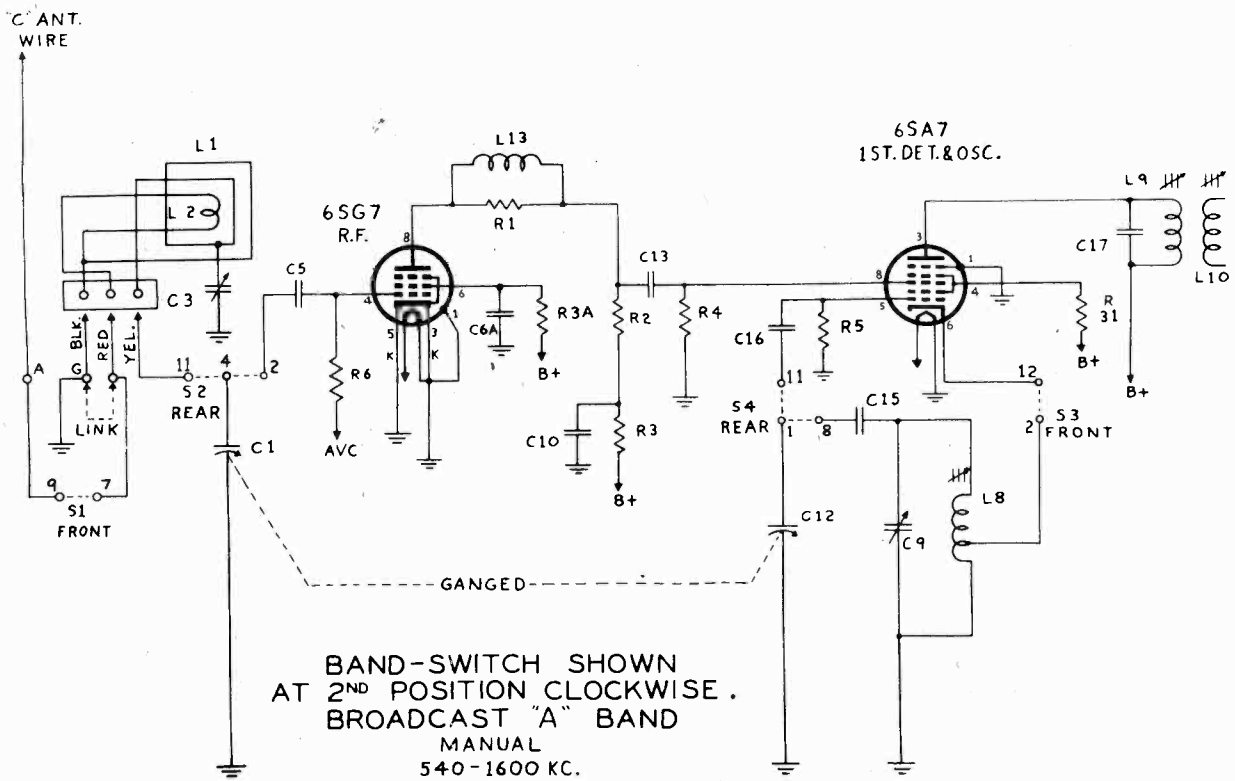 "C" ANT.
WIRE
L1
L2
C3
BLK.
RED
YEL.
A
G
LINK
9
7
S1
FRONT
11
4
2
S2
REAR
C1
C5
R6
AVC
6SG7
R.F.
8
4
6
1
5
3
K
K
L13
R1
C6A
R3A
B+
C13
R2
R4
C10
R3
B+
6SA7
1ST. DET.& OSC.
3
1
8
4
5
6
C16
R5
11
S4
REAR
1
8
C15
C12
C9
L8
12
S3
2
FRONT
L9
C17
L10
R
31
B+
B+
GANGED
BAND-SWITCH SHOWN
AT 2ND POSITION CLOCKWISE.
BROADCAST "A" BAND
MANUAL
540-1600 KC.